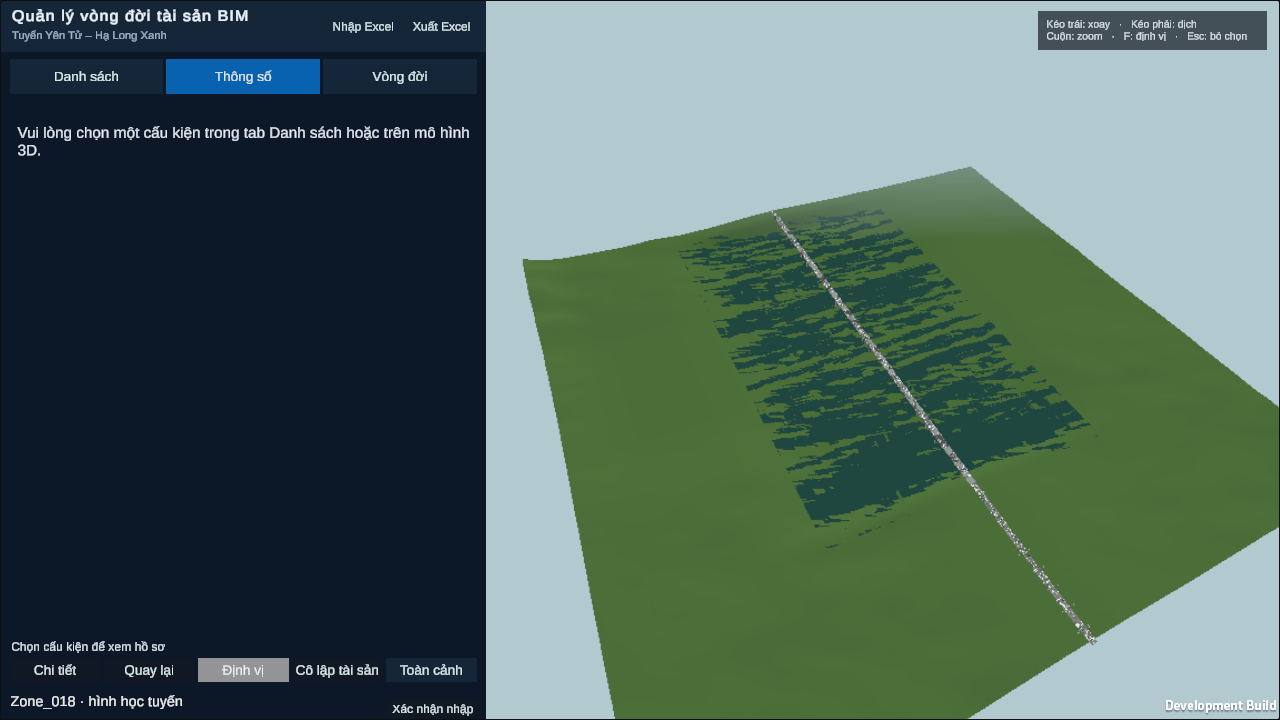 Quản lý vòng đời tài sản BIM
Tuyến Yên Tử – Hạ Long Xanh
Nhập Excel
Xuất Excel
Danh sách
Thông số
Vòng đời
Vui lòng chọn một cấu kiện trong tab Danh sách hoặc trên mô hình
3D.
Kéo trái: xoay · Kéo phải: dịch
Cuộn: zoom · F: định vị · Esc: bỏ chọn
Chọn cấu kiện để xem hồ sơ
Chi tiết
Quay lại
Định vị
Cô lập tài sản
Toàn cảnh
Zone_018 · hình học tuyến
Xác nhận nhập
Development Build